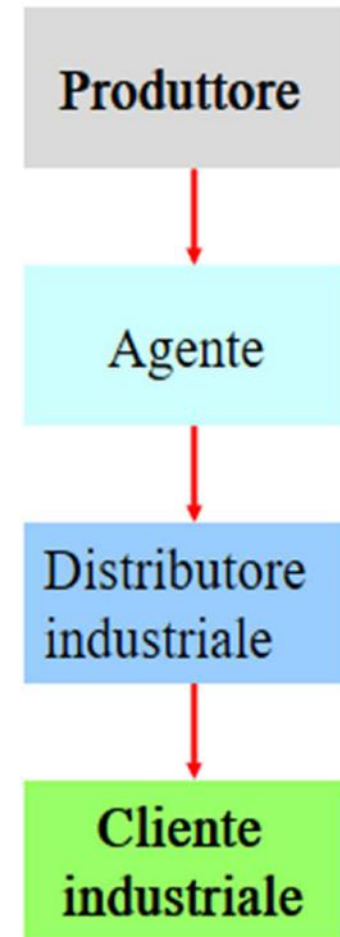 Produttore
Agente
Distributore
industriale
Cliente
industriale